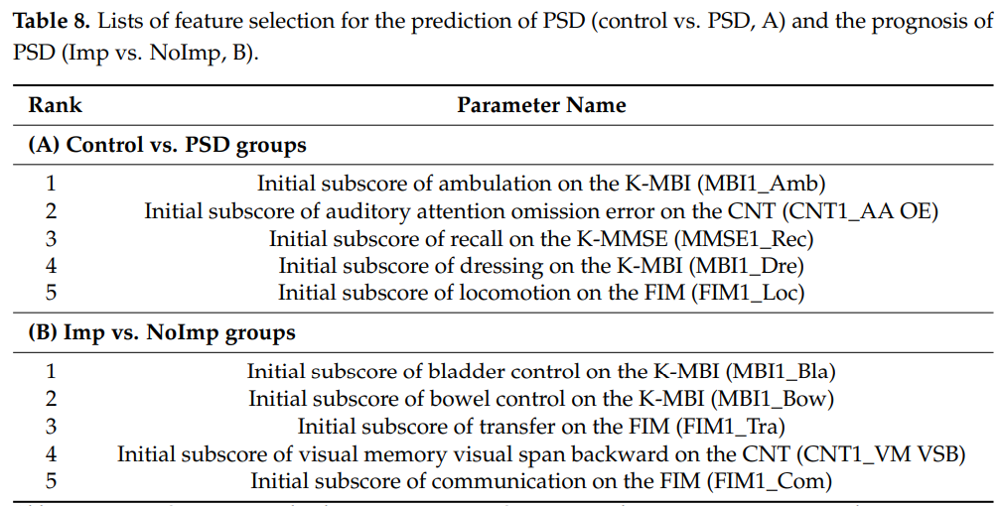 Table 8. Lists of feature selection for the prediction of PSD (control vs. PSD, A) and the prognosis of
PSD (Imp vs. NoImp, B).
Rank Parameter Name
(A) Control vs. PSD groups
1 Initial subscore of ambulation on the K-MBI (MBI1_Amb)
2 Initial subscore of auditory attention omission error on the CNT (CNT1_AA OE)
3 Initial subscore of recall on the K-MMSE (MMSE1_Rec)
4 Initial subscore of dressing on the K-MBI (MBI1_Dre)
5 Initial subscore of locomotion on the FIM (FIM1_Loc)
(B) Imp vs. NoImp groups
1 Initial subscore of bladder control on the K-MBI (MBI1_Bla)
2 Initial subscore of bowel control on the K-MBI (MBI1_Bow)
3 Initial subscore of transfer on the FIM (FIM1_Tra)
4 Initial subscore of visual memory visual span backward on the CNT (CNT1_VM VSB)
5 Initial subscore of communication on the FIM (FIM1_Com)